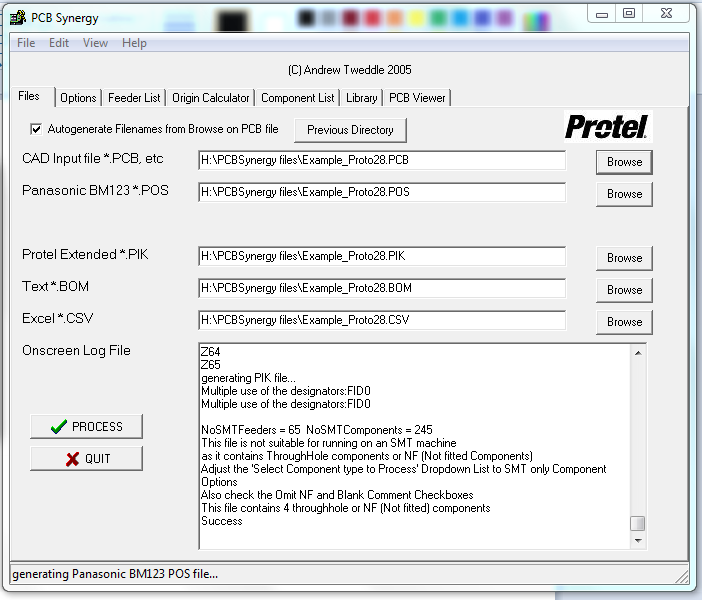 PCB Synergy
File Edit View Help
(C) Andrew Tweddle 2005
Files Options Feeder List Origin Calculator Component List Library PCB Viewer
Autogenerate Filenames from Browse on PCB file Previous Directory Protel
CAD Input file *.PCB, etc H:\PCBSynergy files\Example_Proto28.PCB Browse
Panasonic BM123 *.POS H:\PCBSynergy files\Example_Proto28.POS Browse
Protel Extended *.PIK H:\PCBSynergy files\Example_Proto28.PIK Browse
Text *.BOM H:\PCBSynergy files\Example_Proto28.BOM Browse
Excel *.CSV H:\PCBSynergy files\Example_Proto28.CSV Browse
Onscreen Log File
Z64
Z65
generating PIK file...
Multiple use of the designators:FID0
Multiple use of the designators:FID0
NoSMTFeeders = 65 NoSMTComponents = 245
This file is not suitable for running on an SMT machine
as it contains ThroughHole components or NF (Not fitted Components)
Adjust the 'Select Component type to Process' Dropdown List to SMT only Component
Options
Also check the Omit NF and Blank Comment Checkboxes
This file contains 4 throughhole or NF (Not fitted) components
Success
PROCESS
QUIT
generating Panasonic BM123 POS file...